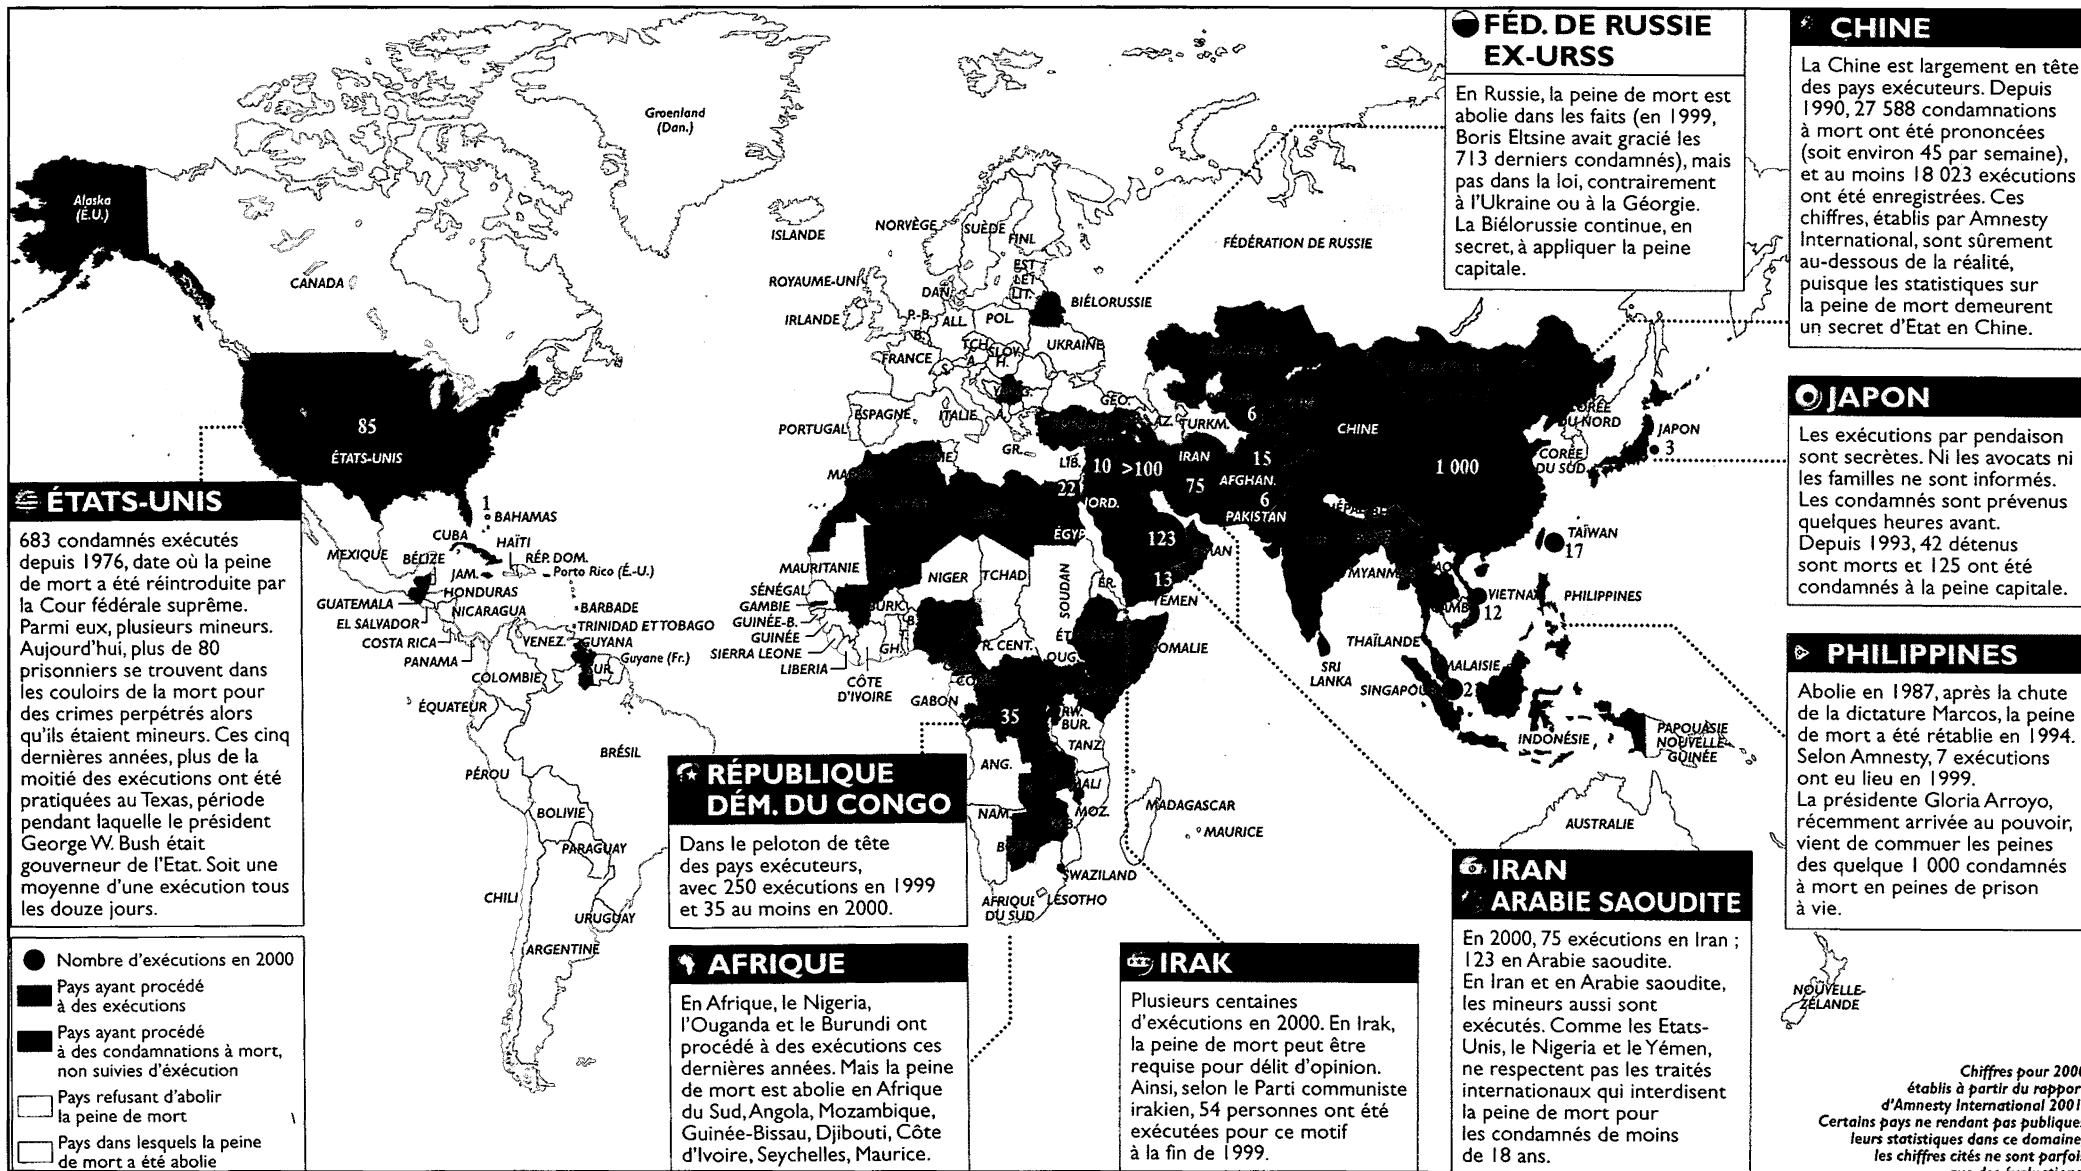 FÉD. DE RUSSIE
EX-URSS
En Russie, la peine de mort est
abolie dans les faits (en 1999,
Boris Eltsine avait gracié les
713 derniers condamnés), mais
pas dans la loi, contrairement
à l'Ukraine ou à la Géorgie.
La Biélorussie continue, en
secret, à appliquer la peine
capitale.
CHINE
La Chine est largement en tête
des pays exécuteurs. Depuis
1990, 27 588 condamnations
à mort ont été prononcées
(soit environ 45 par semaine),
et au moins 18 023 exécutions
ont été enregistrées. Ces
chiffres, établis par Amnesty
International, sont sûrement
au-dessous de la réalité,
puisque les statistiques sur
la peine de mort demeurent
un secret d'Etat en Chine.
JAPON
Les exécutions par pendaison
sont secrètes. Ni les avocats ni
les familles ne sont informés.
Les condamnés sont prévenus
quelques heures avant.
Depuis 1993, 42 détenus
sont morts et 125 ont été
condamnés à la peine capitale.
PHILIPPINES
Abolie en 1987, après la chute
de la dictature Marcos, la peine
de mort a été rétablie en 1994.
Selon Amnesty, 7 exécutions
ont eu lieu en 1999.
La présidente Gloria Arroyo,
récemment arrivée au pouvoir,
vient de commuer les peines
des quelque 1 000 condamnés
à mort en peines de prison
à vie.
ÉTATS-UNIS
683 condamnés exécutés
depuis 1976, date où la peine
de mort a été réintroduite par
la Cour fédérale suprême.
Parmi eux, plusieurs mineurs.
Aujourd'hui, plus de 80
prisonniers se trouvent dans
les couloirs de la mort pour
des crimes perpétrés alors
qu'ils étaient mineurs. Ces cinq
dernières années, plus de la
moitié des exécutions ont été
pratiquées au Texas, période
pendant laquelle le président
George W. Bush était
gouverneur de l'Etat. Soit une
moyenne d'une exécution tous
les douze jours.
Nombre d'exécutions en 2000
Pays ayant procédé
à des exécutions
Pays ayant procédé
à des condamnations à mort,
non suivies d'éxécution
Pays refusant d'abolir
la peine de mort
Pays dans lesquels la peine
de mort a été abolie
RÉPUBLIQUE
DÉM. DU CONGO
Dans le peloton de tête
des pays exécuteurs,
avec 250 exécutions en 1999
et 35 au moins en 2000.
AFRIQUE
En Afrique, le Nigeria,
l'Ouganda et le Burundi ont
procédé à des exécutions ces
dernières années. Mais la peine
de mort est abolie en Afrique
du Sud, Angola, Mozambique,
Guinée-Bissau, Djibouti, Côte
d'Ivoire, Seychelles, Maurice.
IRAK
Plusieurs centaines
d'exécutions en 2000. En Irak,
la peine de mort peut être
requise pour délit d'opinion.
Ainsi, selon le Parti communiste
irakien, 54 personnes ont été
exécutées pour ce motif
à la fin de 1999.
IRAN
ARABIE SAOUDITE
En 2000, 75 exécutions en Iran ;
123 en Arabie saoudite.
En Iran et en Arabie saoudite,
les mineurs aussi sont
exécutés. Comme les Etats-
Unis, le Nigeria et le Yémen,
ne respectent pas les traités
internationaux qui interdisent
la peine de mort pour
les condamnés de moins
de 18 ans.
Chiffres pour 200
établis à partir du rappor
d'Amnesty International 2001
Certains pays ne rendant pas publique
leurs statistiques dans ce domaine
les chiffres cités ne sont parfoi
Groenland
(Dan.)
Alaska
(É.U.)
CANADA
85
ÉTATS-UNIS
1
BAHAMAS
CUBA
HAÏTI
RÉP. DOM.
Porto Rico (É.-U.)
MEXIQUE
BÉLIZE
JAM.
HONDURAS
GUATEMALA
NICARAGUA
EL SALVADOR
COSTA RICA
PANAMA
BARBADE
TRINIDAD ET TOBAGO
VENEZ.
GUYANA
Guyane (Fr.)
SUR.
COLOMBIE
ÉQUATEUR
BRÉSIL
PÉROU
BOLIVIE
PARAGUAY
CHILI
URUGUAY
ARGENTINE
ISLANDE
NORVÈGE
SUÈDE
FINL
EST
LET
LIT.
ROYAUME-UNI
DAN.
IRLANDE
P.-B.
B.
ALL.
POL.
BIÉLORUSSIE
TCH
SLOV
UKRAINE
FRANCE
S.
A.
H.
ESPAGNE
ITALIE
PORTUGAL
GR.
GÉO.
AZ.
TURKM.
FÉDÉRATION DE RUSSIE
6
LIB.
10
>100
IRAN
75
15
AFGHAN.
6
PAKISTAN
22
JORD.
123
13
YÉMEN
CHINE
1 000
CORÉE
DU NORD
CORÉE
DU SUD
JAPON
3
TAÏWAN
17
MYANM
VIETNAM
12
PHILIPPINES
THAÏLANDE
SRI
LANKA
MALAISIE
SINGAPOUR
21
INDONÉSIE
PAPOUASIE
NOUVELLE-
GUINÉE
AUSTRALIE
NOUVELLE-
ZÉLANDE
MAURITANIE
NIGER
TCHAD
SOUDAN
ÉR.
SÉNÉGAL
GAMBIE
GUINÉE-B.
GUINÉE
SIERRA LEONE
LIBERIA
CÔTE
D'IVOIRE
GH.
R. CENT.
SOMALIE
OUG.
GABON
35
RW.
BUR.
TANZ.
ANG.
MALI
MOZ.
NAM.
MADAGASCAR
MAURICE
SWAZILAND
LESOTHO
AFRIQUE
DU SUD